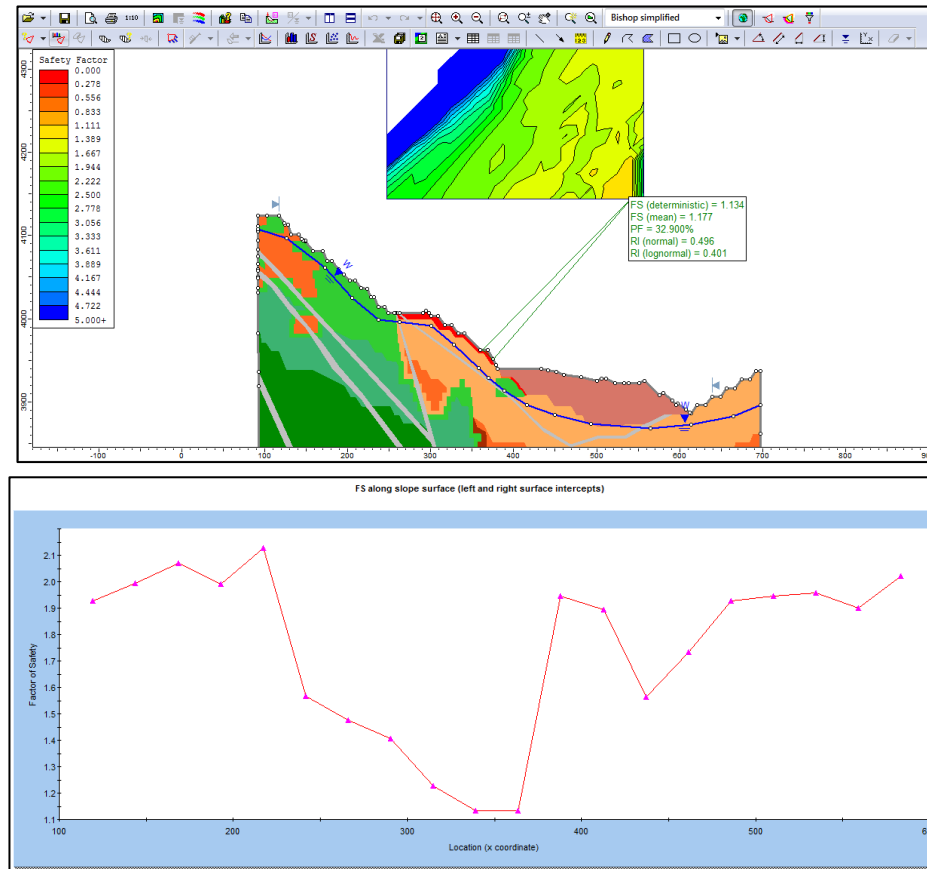 1:10
Bishop simplified
Safety Factor
0.000
0.278
0.556
0.833
1.111
1.389
1.667
1.944
2.222
2.500
2.778
3.056
3.333
3.611
3.889
4.167
4.444
4.722
5.000+
4300
4200
4100
4000
3900
FS (deterministic) = 1.134
FS (mean) = 1.177
PF = 32.900%
RI (normal) = 0.496
RI (lognormal) = 0.401
W
W
-100 0 100 200 300 400 500 600 700 800
FS along slope surface (left and right surface intercepts)
Factor of Safety
2.1
2.0
1.9
1.8
1.7
1.6
1.5
1.4
1.3
1.2
1.1
100 200 300 400 500
Location (x coordinate)